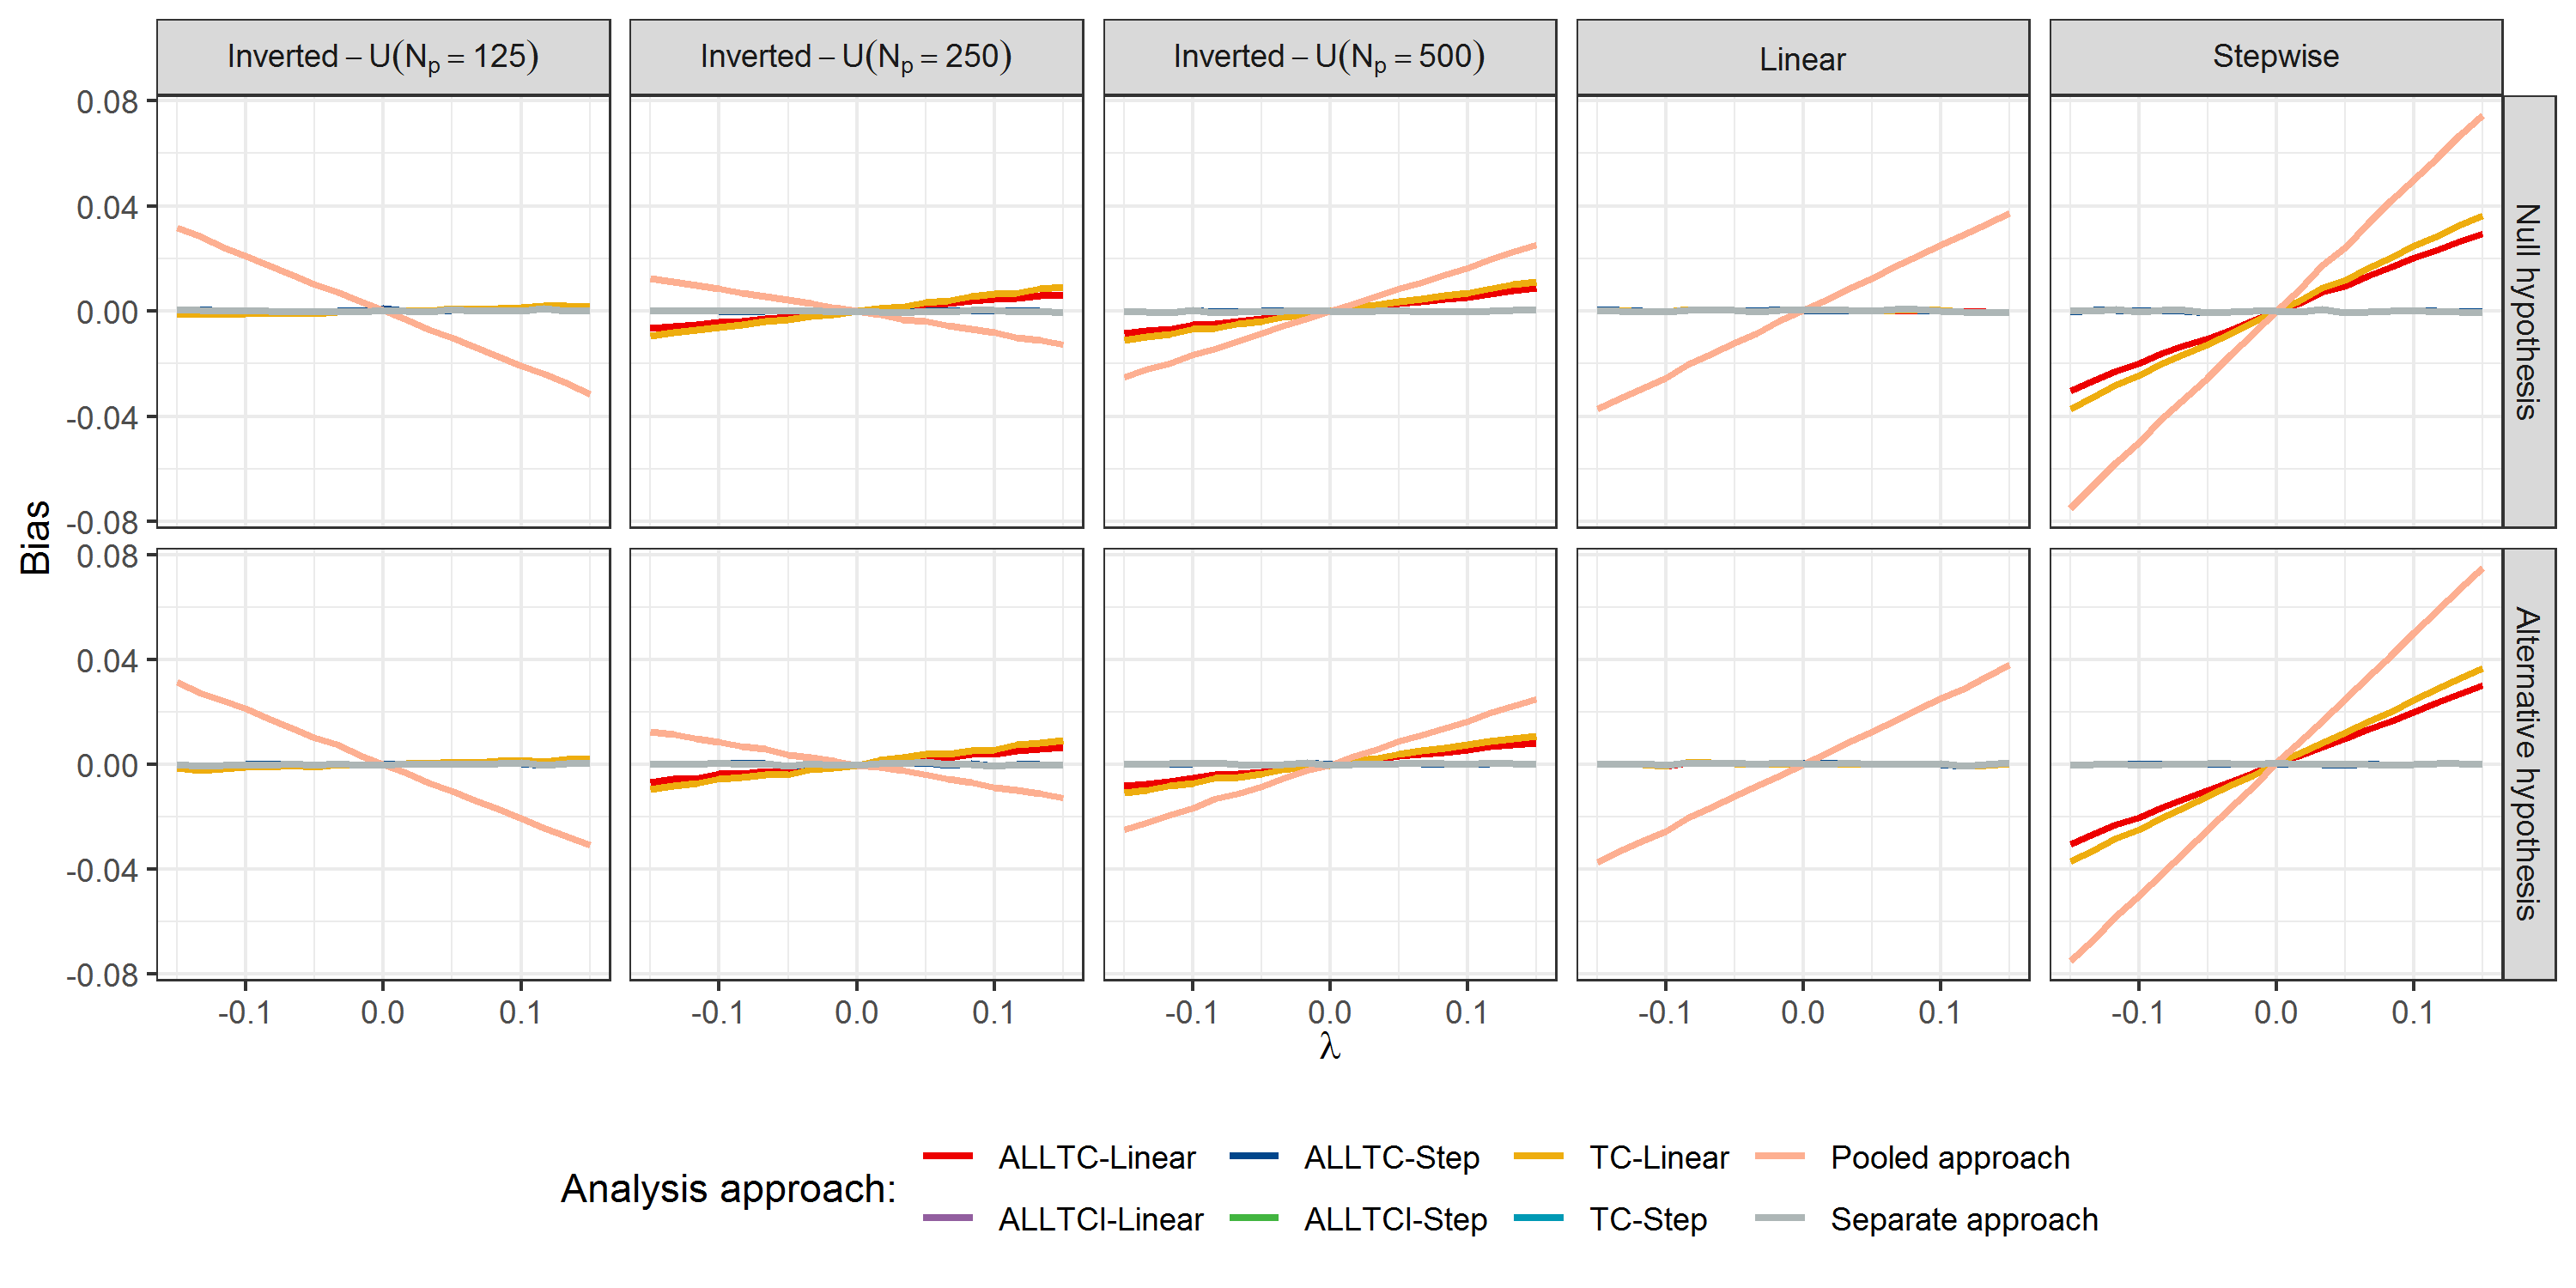 Inverted – U(Np = 125)
Inverted – U(Np = 250)
Inverted – U(Np = 500)
Linear
Stepwise
0.08
0.04
0.00
-0.04
-0.08
Null hypothesis
Bias
0.08
0.04
0.00
-0.04
-0.08
Alternative hypothesis
-0.1 0.0 0.1
-0.1 0.0 0.1
-0.1 0.0 0.1
-0.1 0.0 0.1
-0.1 0.0 0.1
λ
Analysis approach:
ALLTC-Linear ALLTC-Step TC-Linear Pooled approach
ALLTCI-Linear ALLTCI-Step TC-Step Separate approach